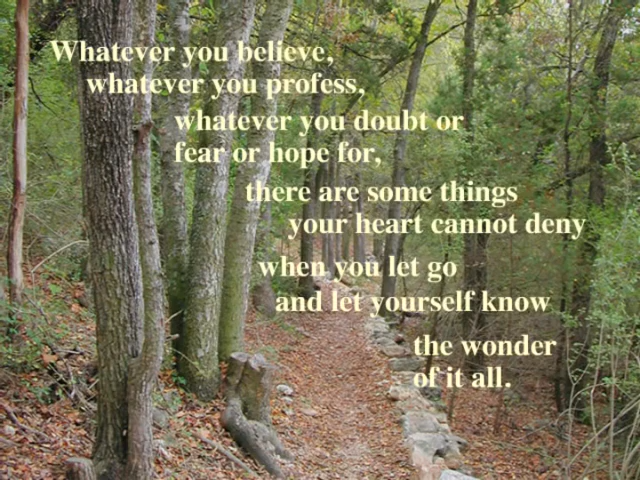 Whatever you believe,
whatever you profess,
whatever you doubt or
fear or hope for,
there are some things
your heart cannot deny
when you let go
and let yourself know
the wonder
of it all.